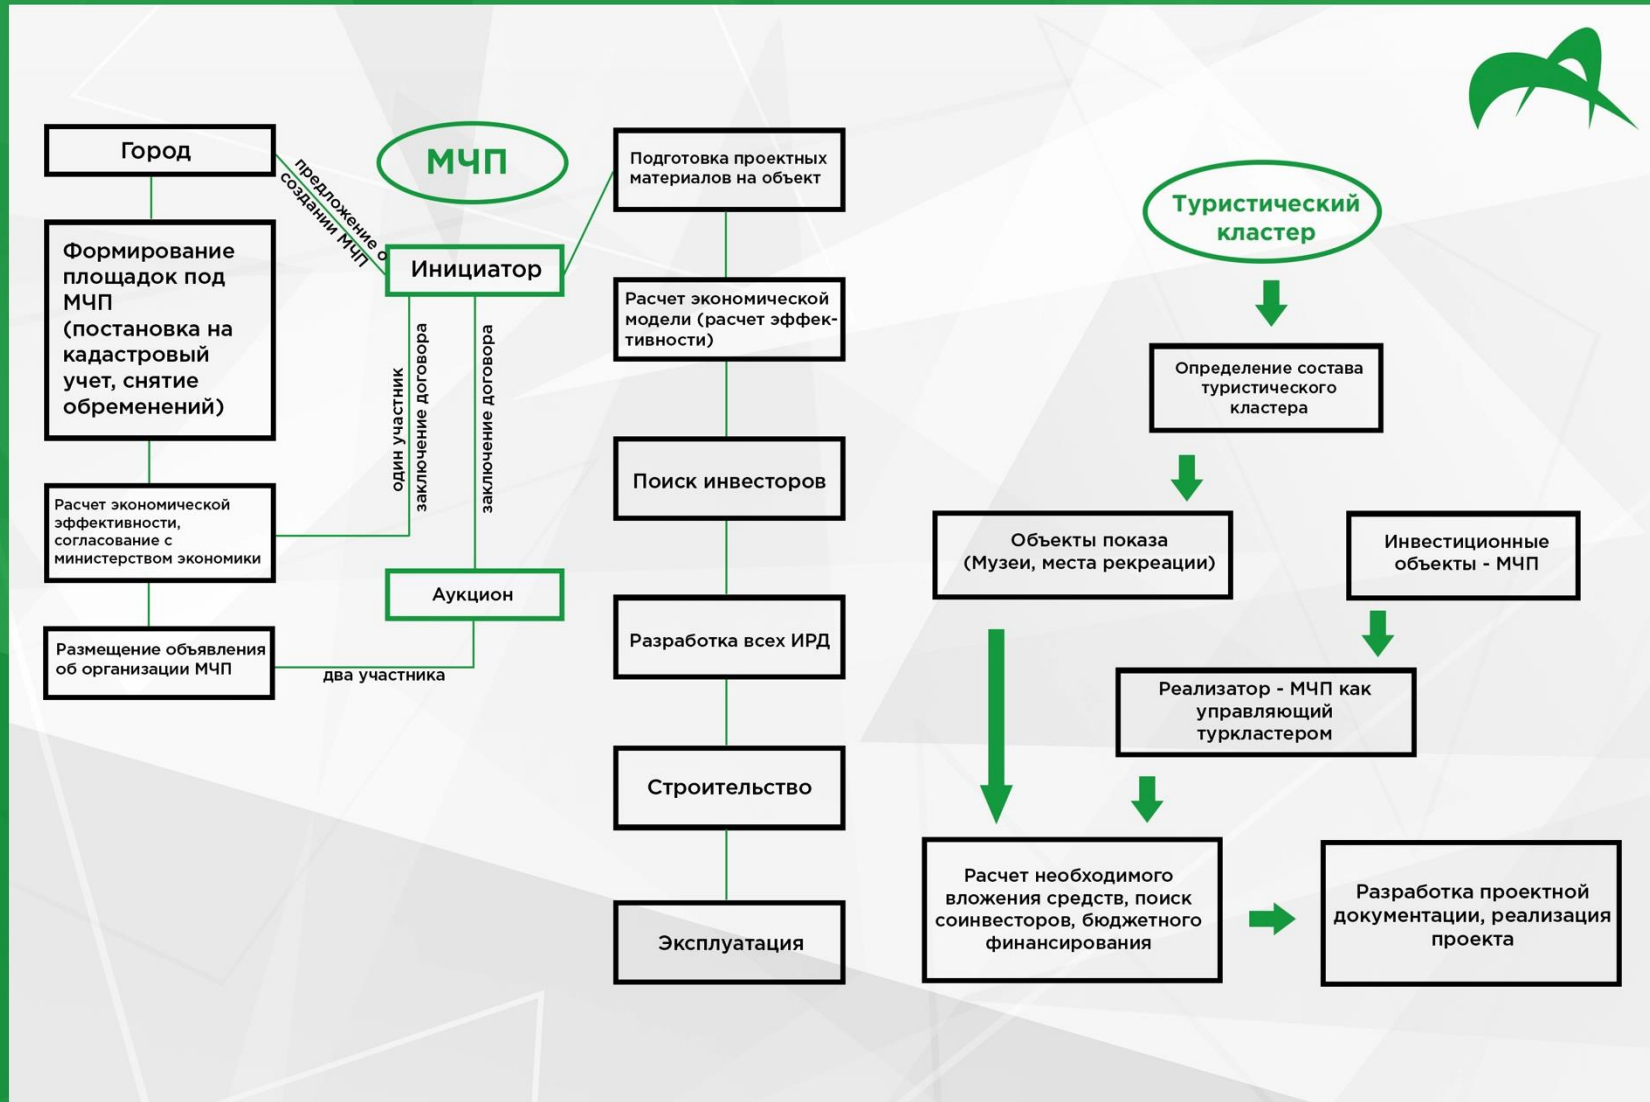 МЧП
Город
предложение о
создании МЧП
Инициатор
Формирование
площадок под
МЧП
(постановка на
кадастровый
учет, снятие
обременений)
один участник
заключение договора
заключение договора
Расчет экономической
эффективности,
согласование с
министерством экономики
Аукцион
Размещение объявления
об организации МЧП
два участника
Подготовка проектных
материалов на объект
Расчет экономической
модели (расчет эффек-
тивности)
Поиск инвесторов
Разработка всех ИРД
Строительство
Эксплуатация
Туристический
кластер
Определение состава
туристического
кластера
Объекты показа
(Музеи, места рекреации)
Инвестиционные
объекты - МЧП
Реализатор - МЧП как
управляющий
туркластером
Расчет необходимого
вложения средств, поиск
соинвесторов, бюджетного
финансирования
Разработка проектной
документации, реализация
проекта